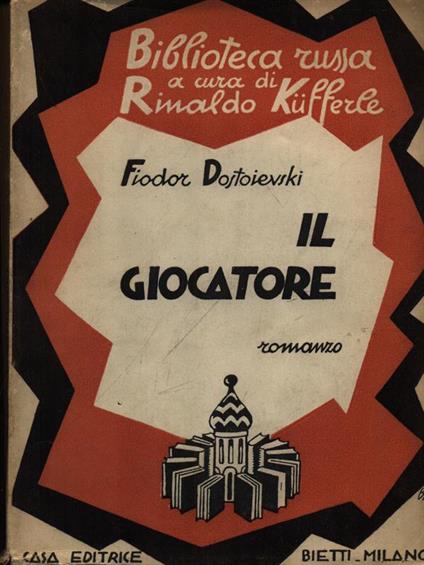 Biblioteca russa
a cura di
Rinaldo Küfferle
Fiodor Dostoievski
IL
GIOCATORE
romanzo
CASA EDITRICE
BIETTI-MILANO